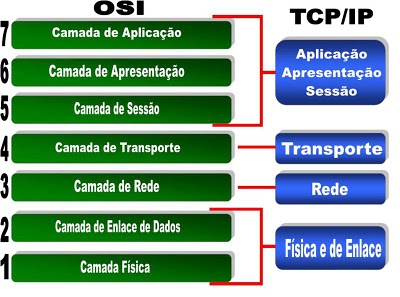 OSI
TCP/IP
7 Camada de Aplicação
6 Camada de Apresentação
5 Camada de Sessão
Aplicação
Apresentação
Sessão
4 Camada de Transporte
Transporte
3 Camada de Rede
Rede
2 Camada de Enlace de Dados
1 Camada Física
Física e de Enlace